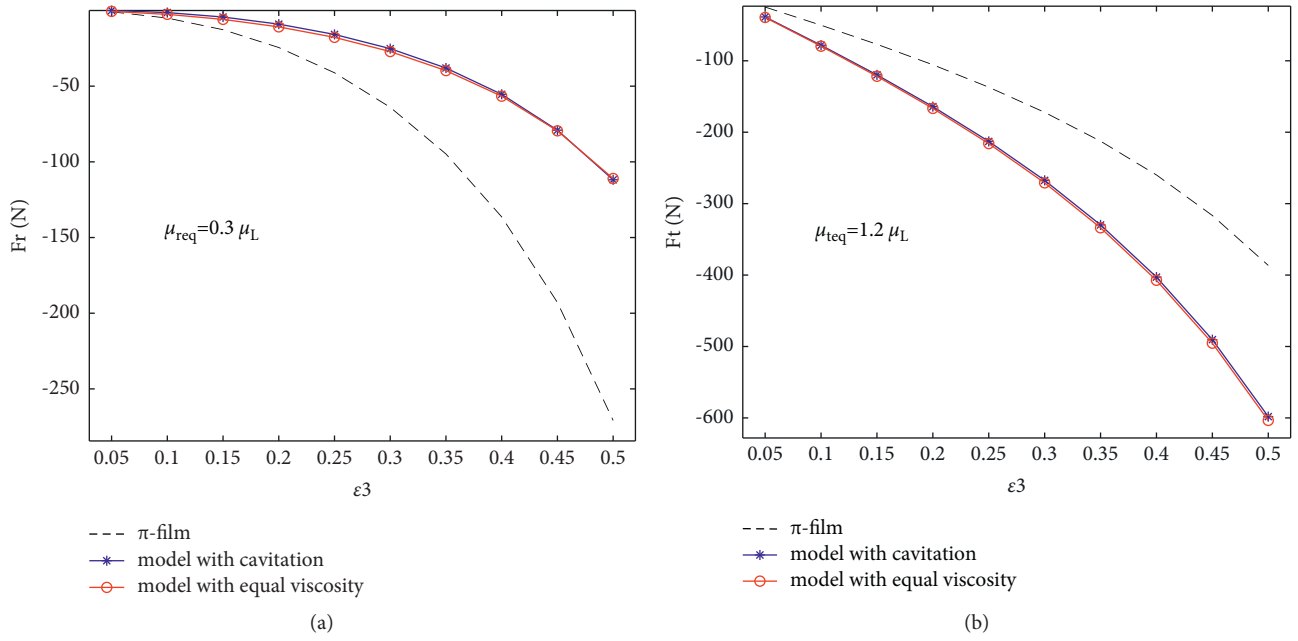 -50
-100
-150
-200
-250
Fr (N)
μreq=0.3 μL
0.05 0.1 0.15 0.2 0.25 0.3 0.35 0.4 0.45 0.5
ε3
π-film
model with cavitation
model with equal viscosity
(a)
-100
-200
-300
-400
-500
-600
Ft (N)
μteq=1.2 μL
0.05 0.1 0.15 0.2 0.25 0.3 0.35 0.4 0.45 0.5
ε3
π-film
model with cavitation
model with equal viscosity
(b)